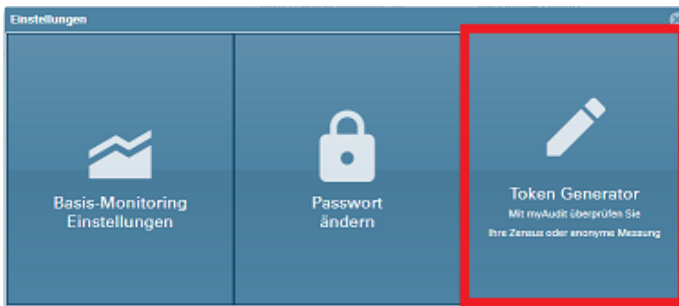 Einstellungen
Basis-Monitoring
Einstellungen
Passwort
ändern
Token Generator
Mit myAudit überprüfen Sie
Ihre Zensus oder anonyme Messung